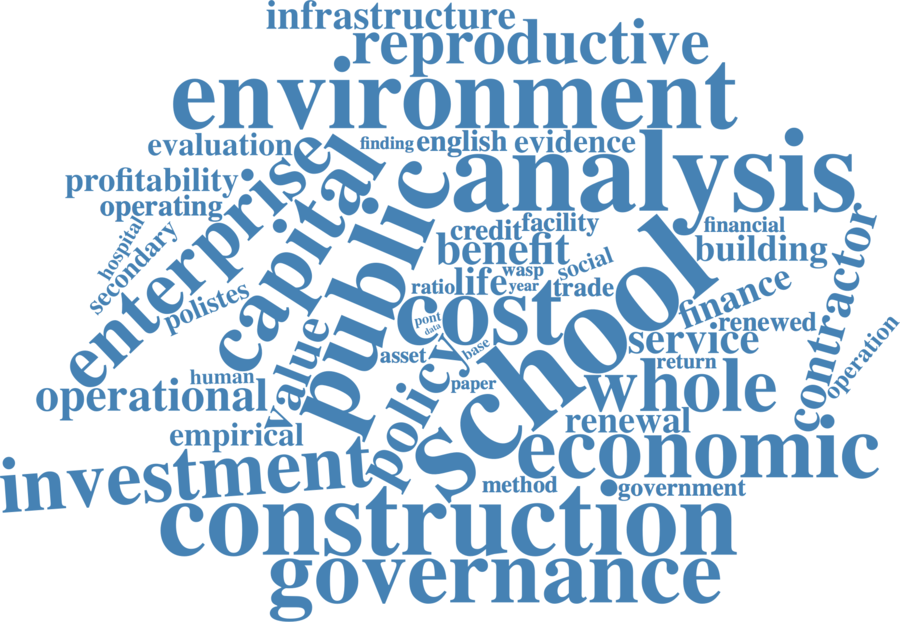 infrastructure
reproductive
environment
evaluation
finding
english
evidence
analysis
profitability
operating
enterprise
capital
public
hospital
secondary
polistes
credit
facility
financial
benefit
building
contractor
wasp
social
ratio
life
year
trade
cost
school
finance
pont
data
service
renewed
operation
value
policy
asset
base
return
human
paper
whole
operational
renewal
empirical
economic
investment
method
government
construction
governance